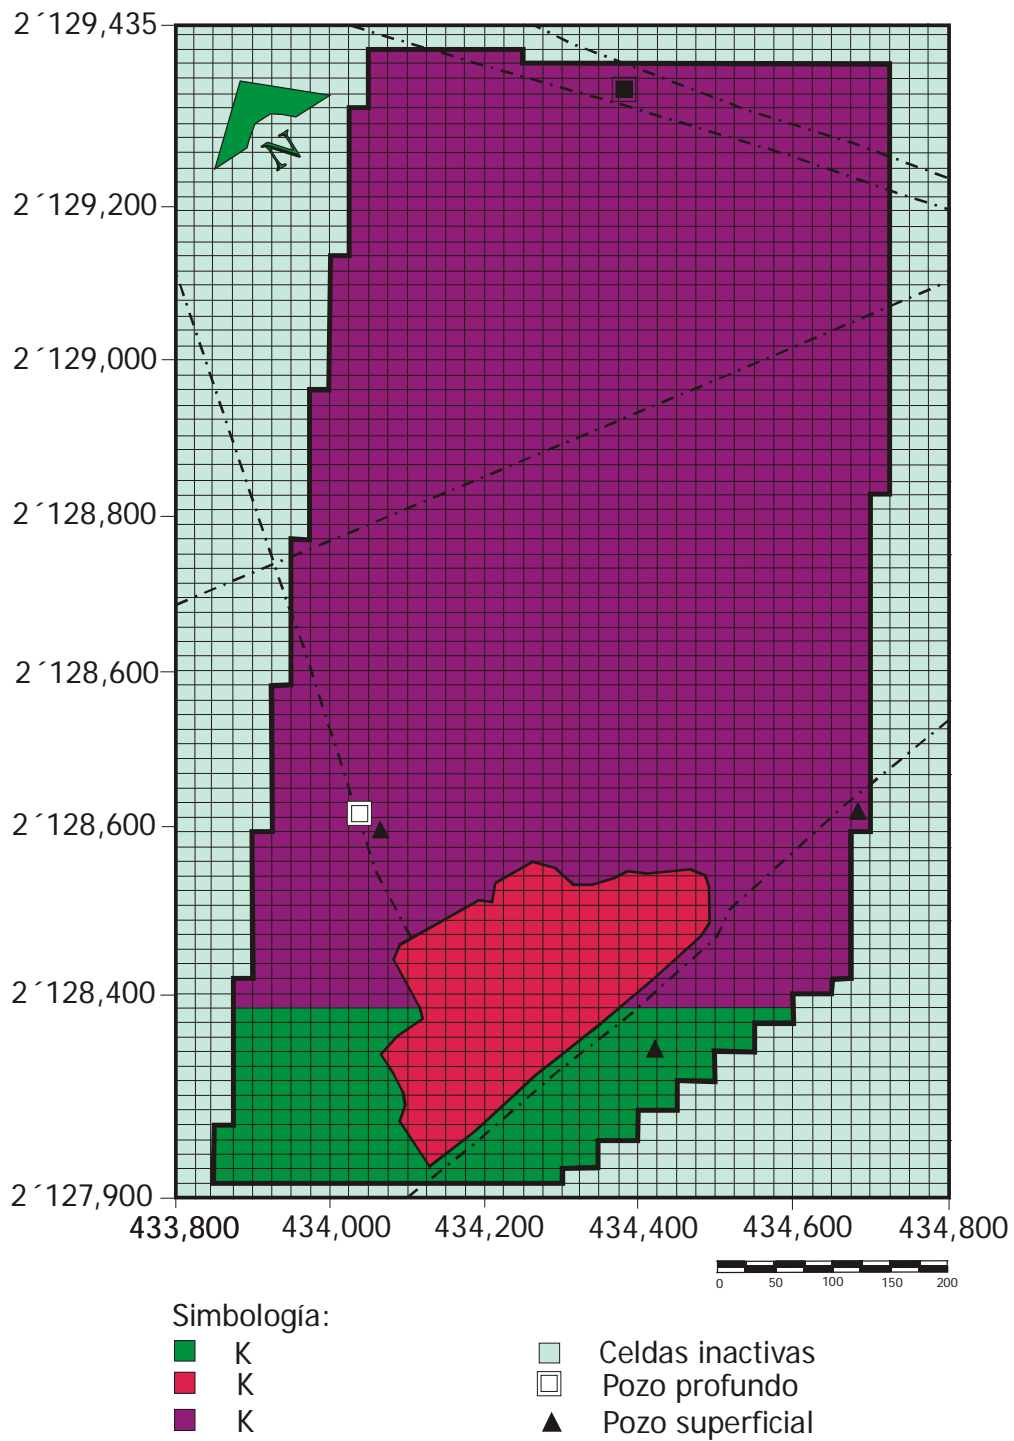 2´129,435
N
2´129,200
2´129,000
2´128,800
2´128,600
2´128,600
2´128,400
2´127,900
433,800 434,000 434,200 434,400 434,600 434,800
0 50 100 150 200
Simbología:
K
K
K
Celdas inactivas
Pozo profundo
Pozo superficial